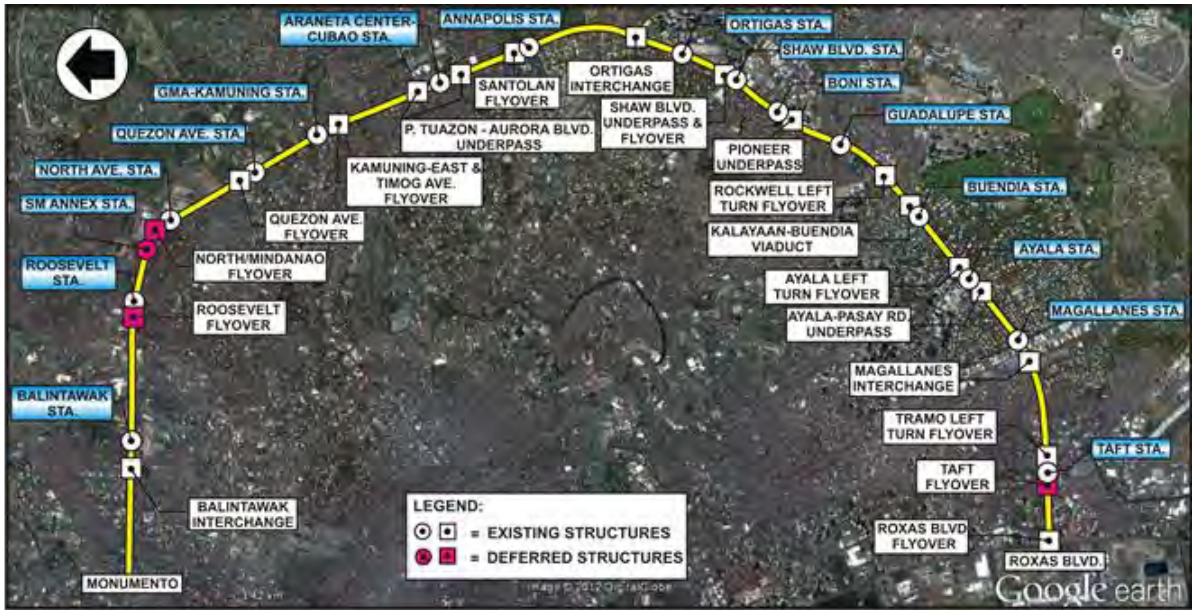 ARANETA CENTER-
CUBAO STA.
ANNAPOLIS STA.
ORTIGAS STA.
SHAW BLVD. STA.
BONI STA.
GMA-KAMUNING STA.
SANTOLAN
FLYOVER
ORTIGAS
INTERCHANGE
GUADALUPE STA.
QUEZON AVE. STA.
P. TUAZON - AURORA BLVD.
UNDERPASS
SHAW BLVD.
UNDERPASS &
FLYOVER
PIONEER
UNDERPASS
NORTH AVE. STA.
KAMUNING-EAST &
TIMOG AVE.
FLYOVER
ROCKWELL LEFT
TURN FLYOVER
BUENDIA STA.
SM ANNEX STA.
QUEZON AVE.
FLYOVER
KALAYAAN-BUENDIA
VIADUCT
AYALA STA.
ROOSEVELT
STA.
NORTH/MINDANAO
FLYOVER
AYALA LEFT
TURN FLYOVER
ROOSEVELT
FLYOVER
AYALA-PASAY RD.
UNDERPASS
MAGALLANES STA.
MAGALLANES
INTERCHANGE
BALINTAWAK
STA.
TRAMO LEFT
TURN FLYOVER
TAFT STA.
TAFT
FLYOVER
BALINTAWAK
INTERCHANGE
LEGEND:
= EXISTING STRUCTURES
= DEFERRED STRUCTURES
ROXAS BLVD
FLYOVER
MONUMENTO
ROXAS BLVD.
Image © 2012 DigitalGlobe
Google earth